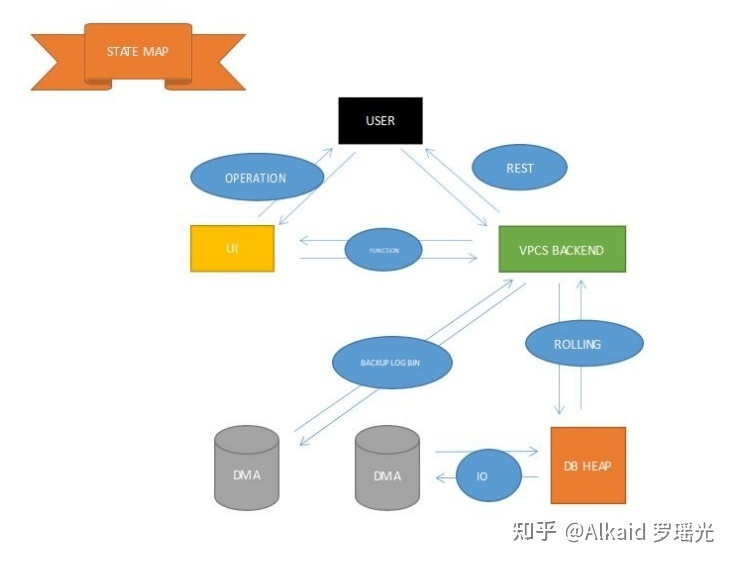 STATE MAP
USER
OPERATION
REST
UI
FUNCTION
VPCS BACKEND
BACKUP LOG BIN
ROLLING
DMA
DMA
IO
DB HEAP
知乎 @Alkaid 罗瑶光